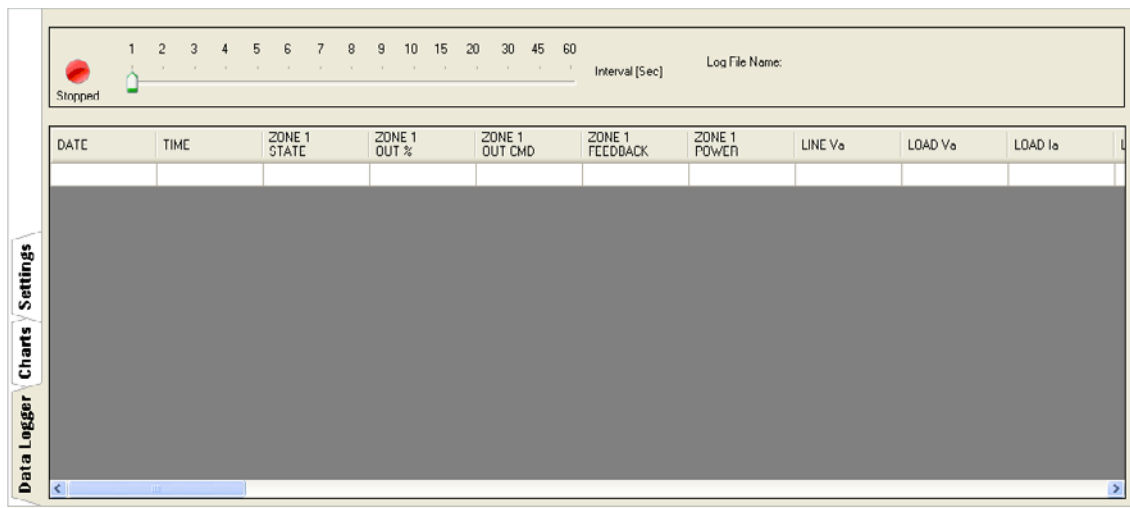 1 2 3 4 5 6 7 8 9 10 15 20 30 45 60
Interval [Sec]
Log File Name:
Stopped
DATE
TIME
ZONE 1
STATE
ZONE 1
OUT %
ZONE 1
OUT CMD
ZONE 1
FEEDBACK
ZONE 1
POWER
LINE Va
LOAD Va
LOAD Ia
L
Settings
Charts
Data Logger